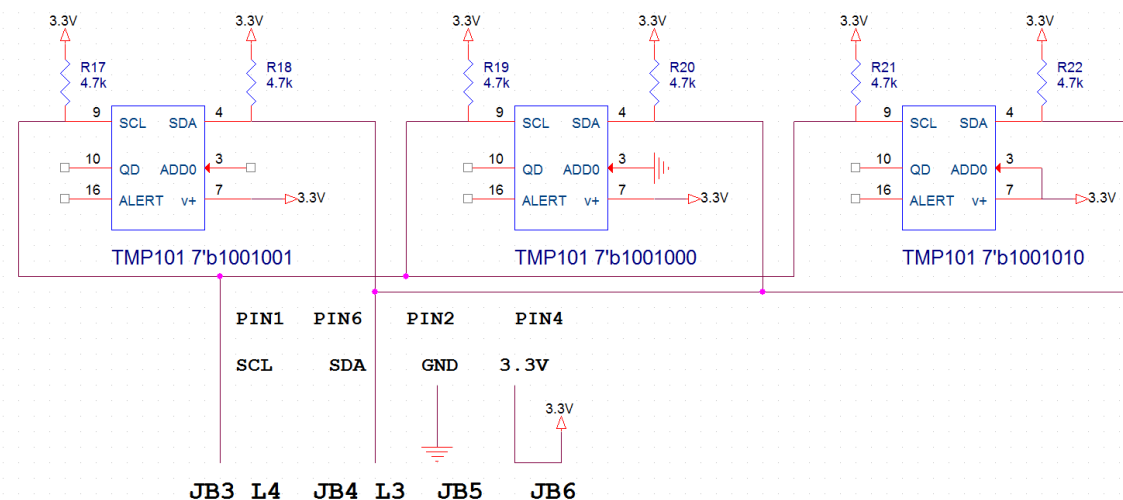 3.3V 3.3V 3.3V 3.3V 3.3V 3.3V
R17 R18 R19 R20 R21 R22
4.7k 4.7k 4.7k 4.7k 4.7k 4.7k
9 SCL SDA 4 9 SCL SDA 4 9 SCL SDA 4
10 QD ADD0 3 10 QD ADD0 3 10 QD ADD0 3
16 ALERT v+ 7 3.3V 16 ALERT v+ 7 3.3V 16 ALERT v+ 7 3.3V
TMP101 7'b1001001 TMP101 7'b1001000 TMP101 7'b1001010
PIN1 PIN6 PIN2 PIN4
SCL SDA GND 3.3V
3.3V
JB3 L4 JB4 L3 JB5 JB6